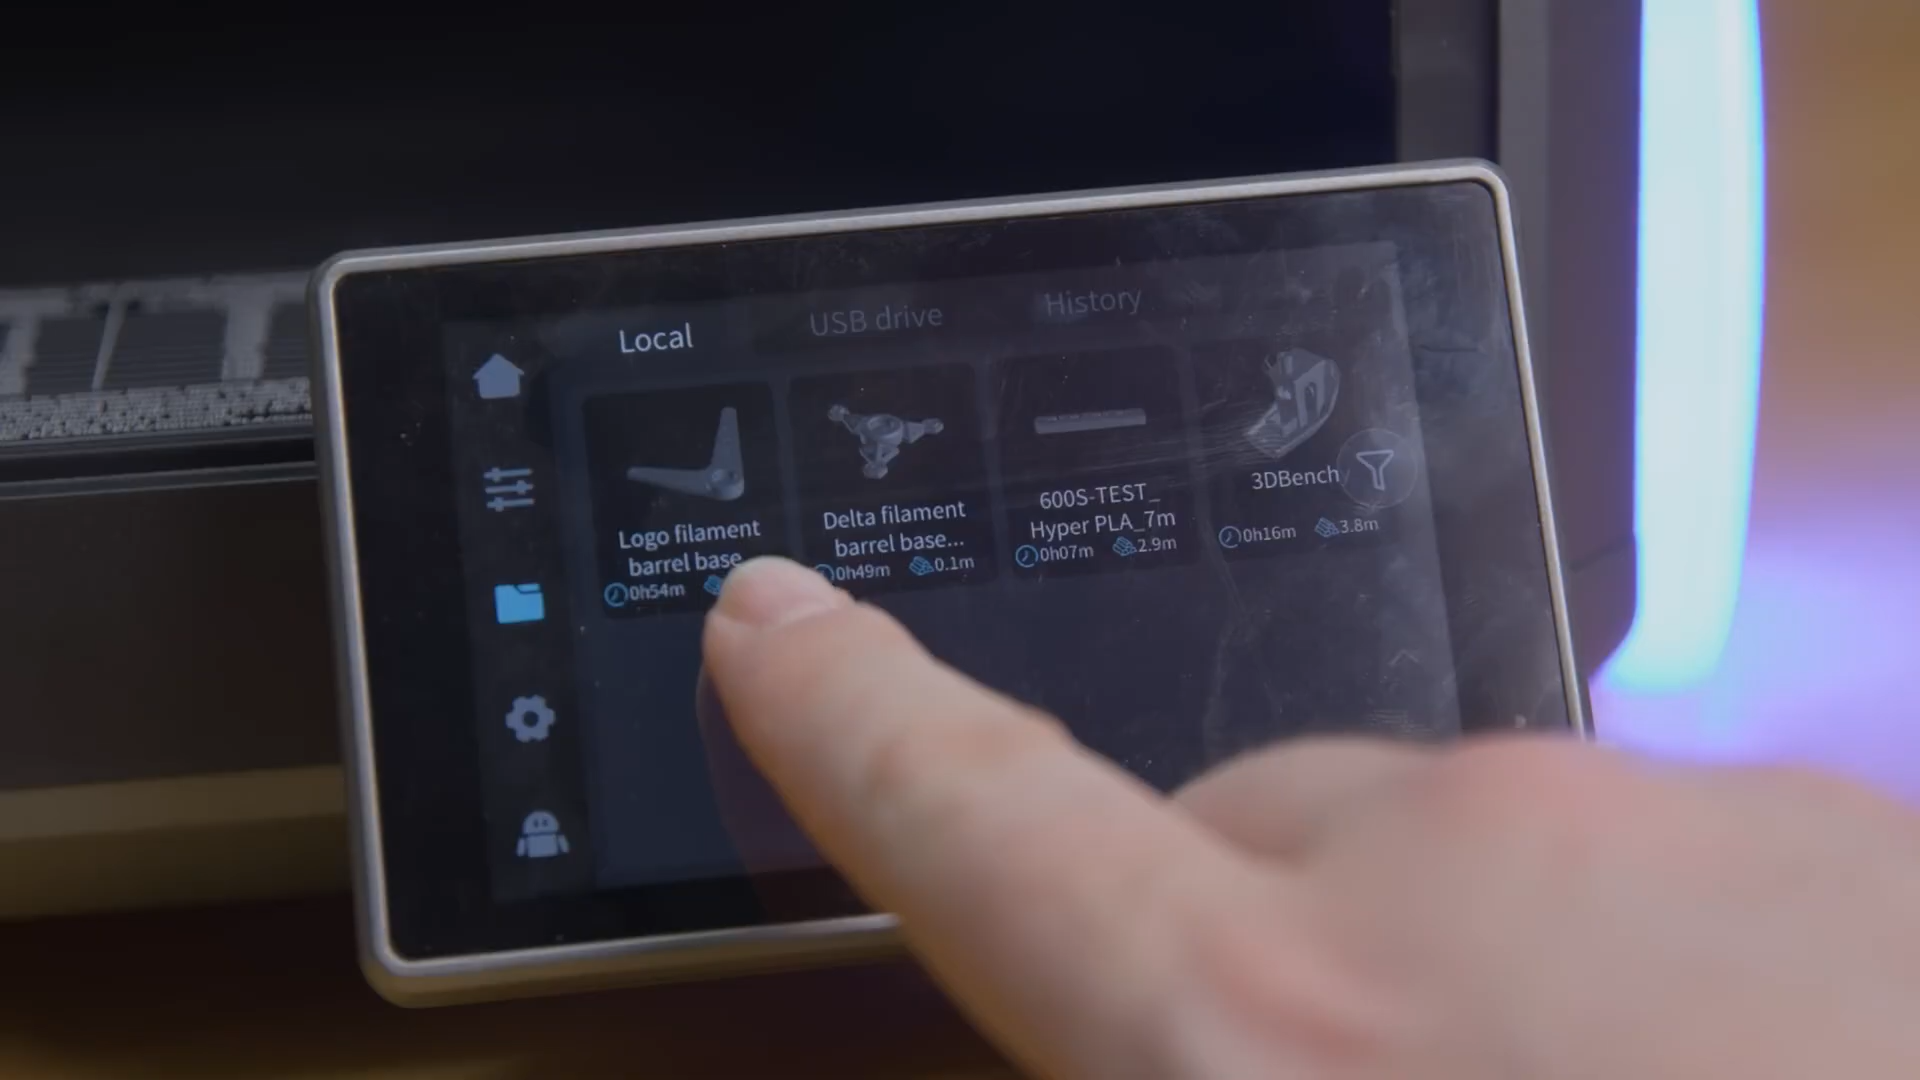 Local
USB drive
History
Logo filament
barrel base
0h54m
Delta filament
barrel base...
0h49m
0.1m
600S-TEST_
Hyper PLA_7m
0h07m
2.9m
3DBench
0h16m
3.8m